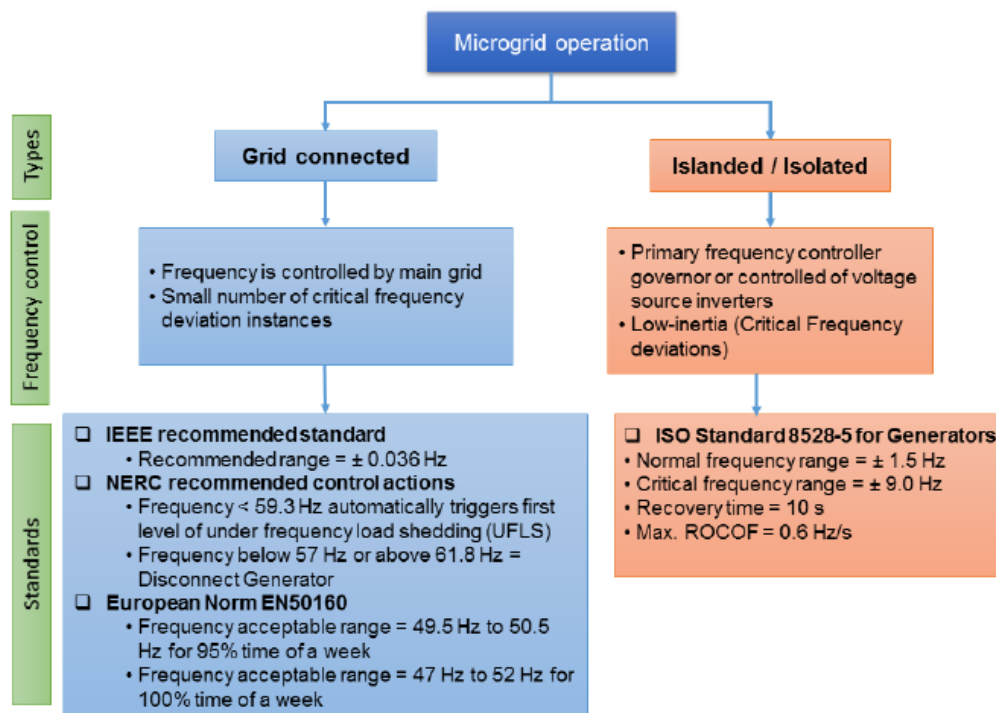 Microgrid operation
Types
Grid connected
Islanded / Isolated
Frequency control
• Frequency is controlled by main grid
• Small number of critical frequency
deviation instances
• Primary frequency controller
governor or controlled of voltage
source inverters
• Low-inertia (Critical Frequency
deviations)
Standards
❑ IEEE recommended standard
• Recommended range = ± 0.036 Hz
❑ NERC recommended control actions
• Frequency < 59.3 Hz automatically triggers first
level of under frequency load shedding (UFLS)
• Frequency below 57 Hz or above 61.8 Hz =
Disconnect Generator
❑ European Norm EN50160
• Frequency acceptable range = 49.5 Hz to 50.5
Hz for 95% time of a week
• Frequency acceptable range = 47 Hz to 52 Hz for
100% time of a week
❑ ISO Standard 8528-5 for Generators
• Normal frequency range = ± 1.5 Hz
• Critical frequency range = ± 9.0 Hz
• Recovery time = 10 s
• Max. ROCOF = 0.6 Hz/s